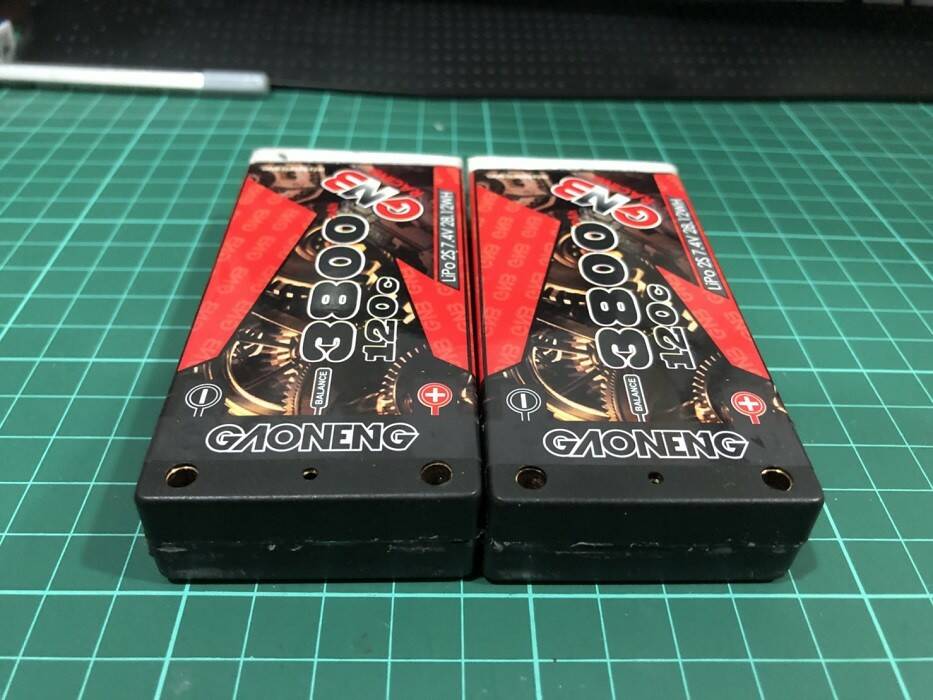 GNB
3800
120c
LiPo 2S 7.4V 28.12WH
BALANCE
−
+
GAONENG
GNB
3800
120c
LiPo 2S 7.4V 28.12WH
BALANCE
−
+
GAONENG